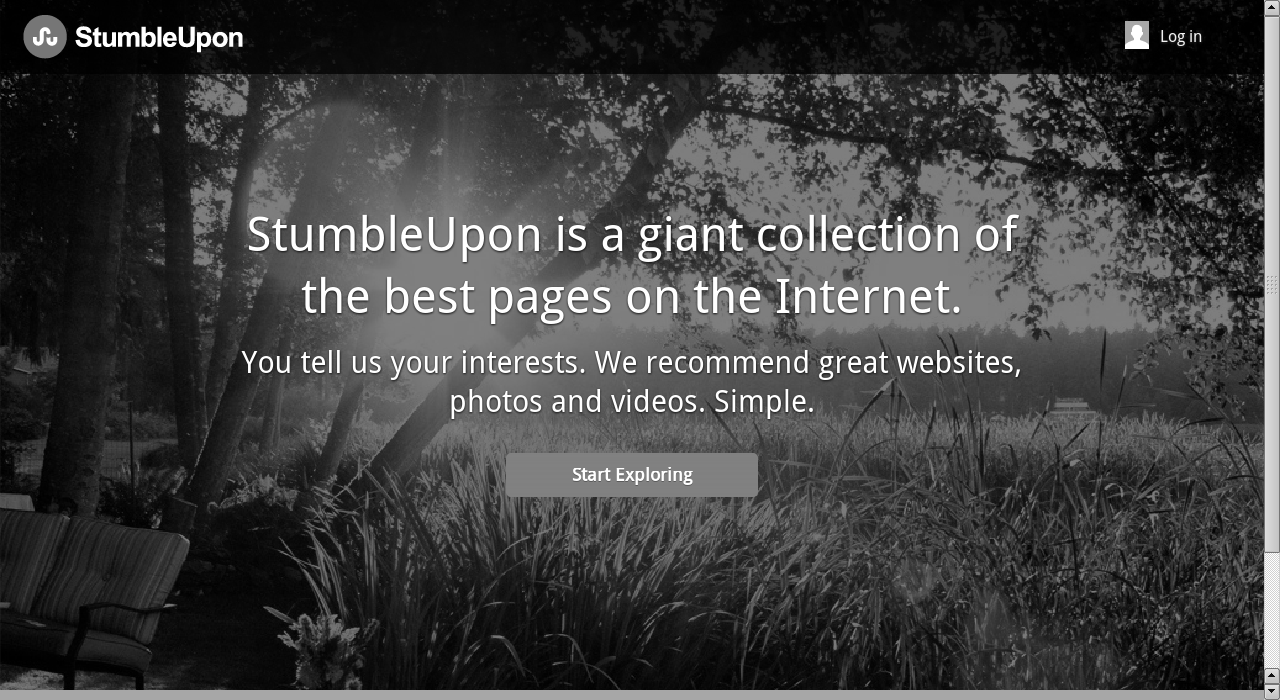 StumbleUpon
Log in
StumbleUpon is a giant collection of
the best pages on the Internet.
You tell us your interests. We recommend great websites,
photos and videos. Simple.
Start Exploring